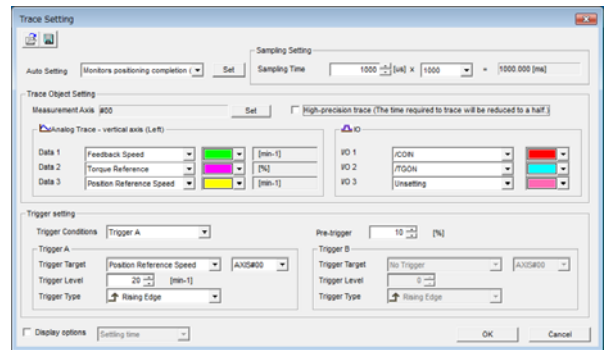 Trace Setting
Sampling Setting
Auto Setting Monitors positioning completion ( Set Sampling Time 1000 [us] x 1000 = 1000.000 [ms]
Trace Object Setting
Measurement Axis #00 Set High-precision trace (The time required to trace will be reduced to a half.)
Analog Trace - vertical axis (Left) I/O
Data 1 Feedback Speed [min-1] I/O 1 /COIN
Data 2 Torque Reference [%] I/O 2 /TGON
Data 3 Position Reference Speed [min-1] I/O 3 Unsetting
Trigger setting
Trigger Conditions Trigger A Pre-trigger 10 [%]
Trigger A Trigger B
Trigger Target Position Reference Speed AXIS#00 Trigger Target No Trigger AXIS#00
Trigger Level 20 [min-1] Trigger Level 0
Trigger Type Rising Edge Trigger Type Rising Edge
Display options Settling time OK Cancel